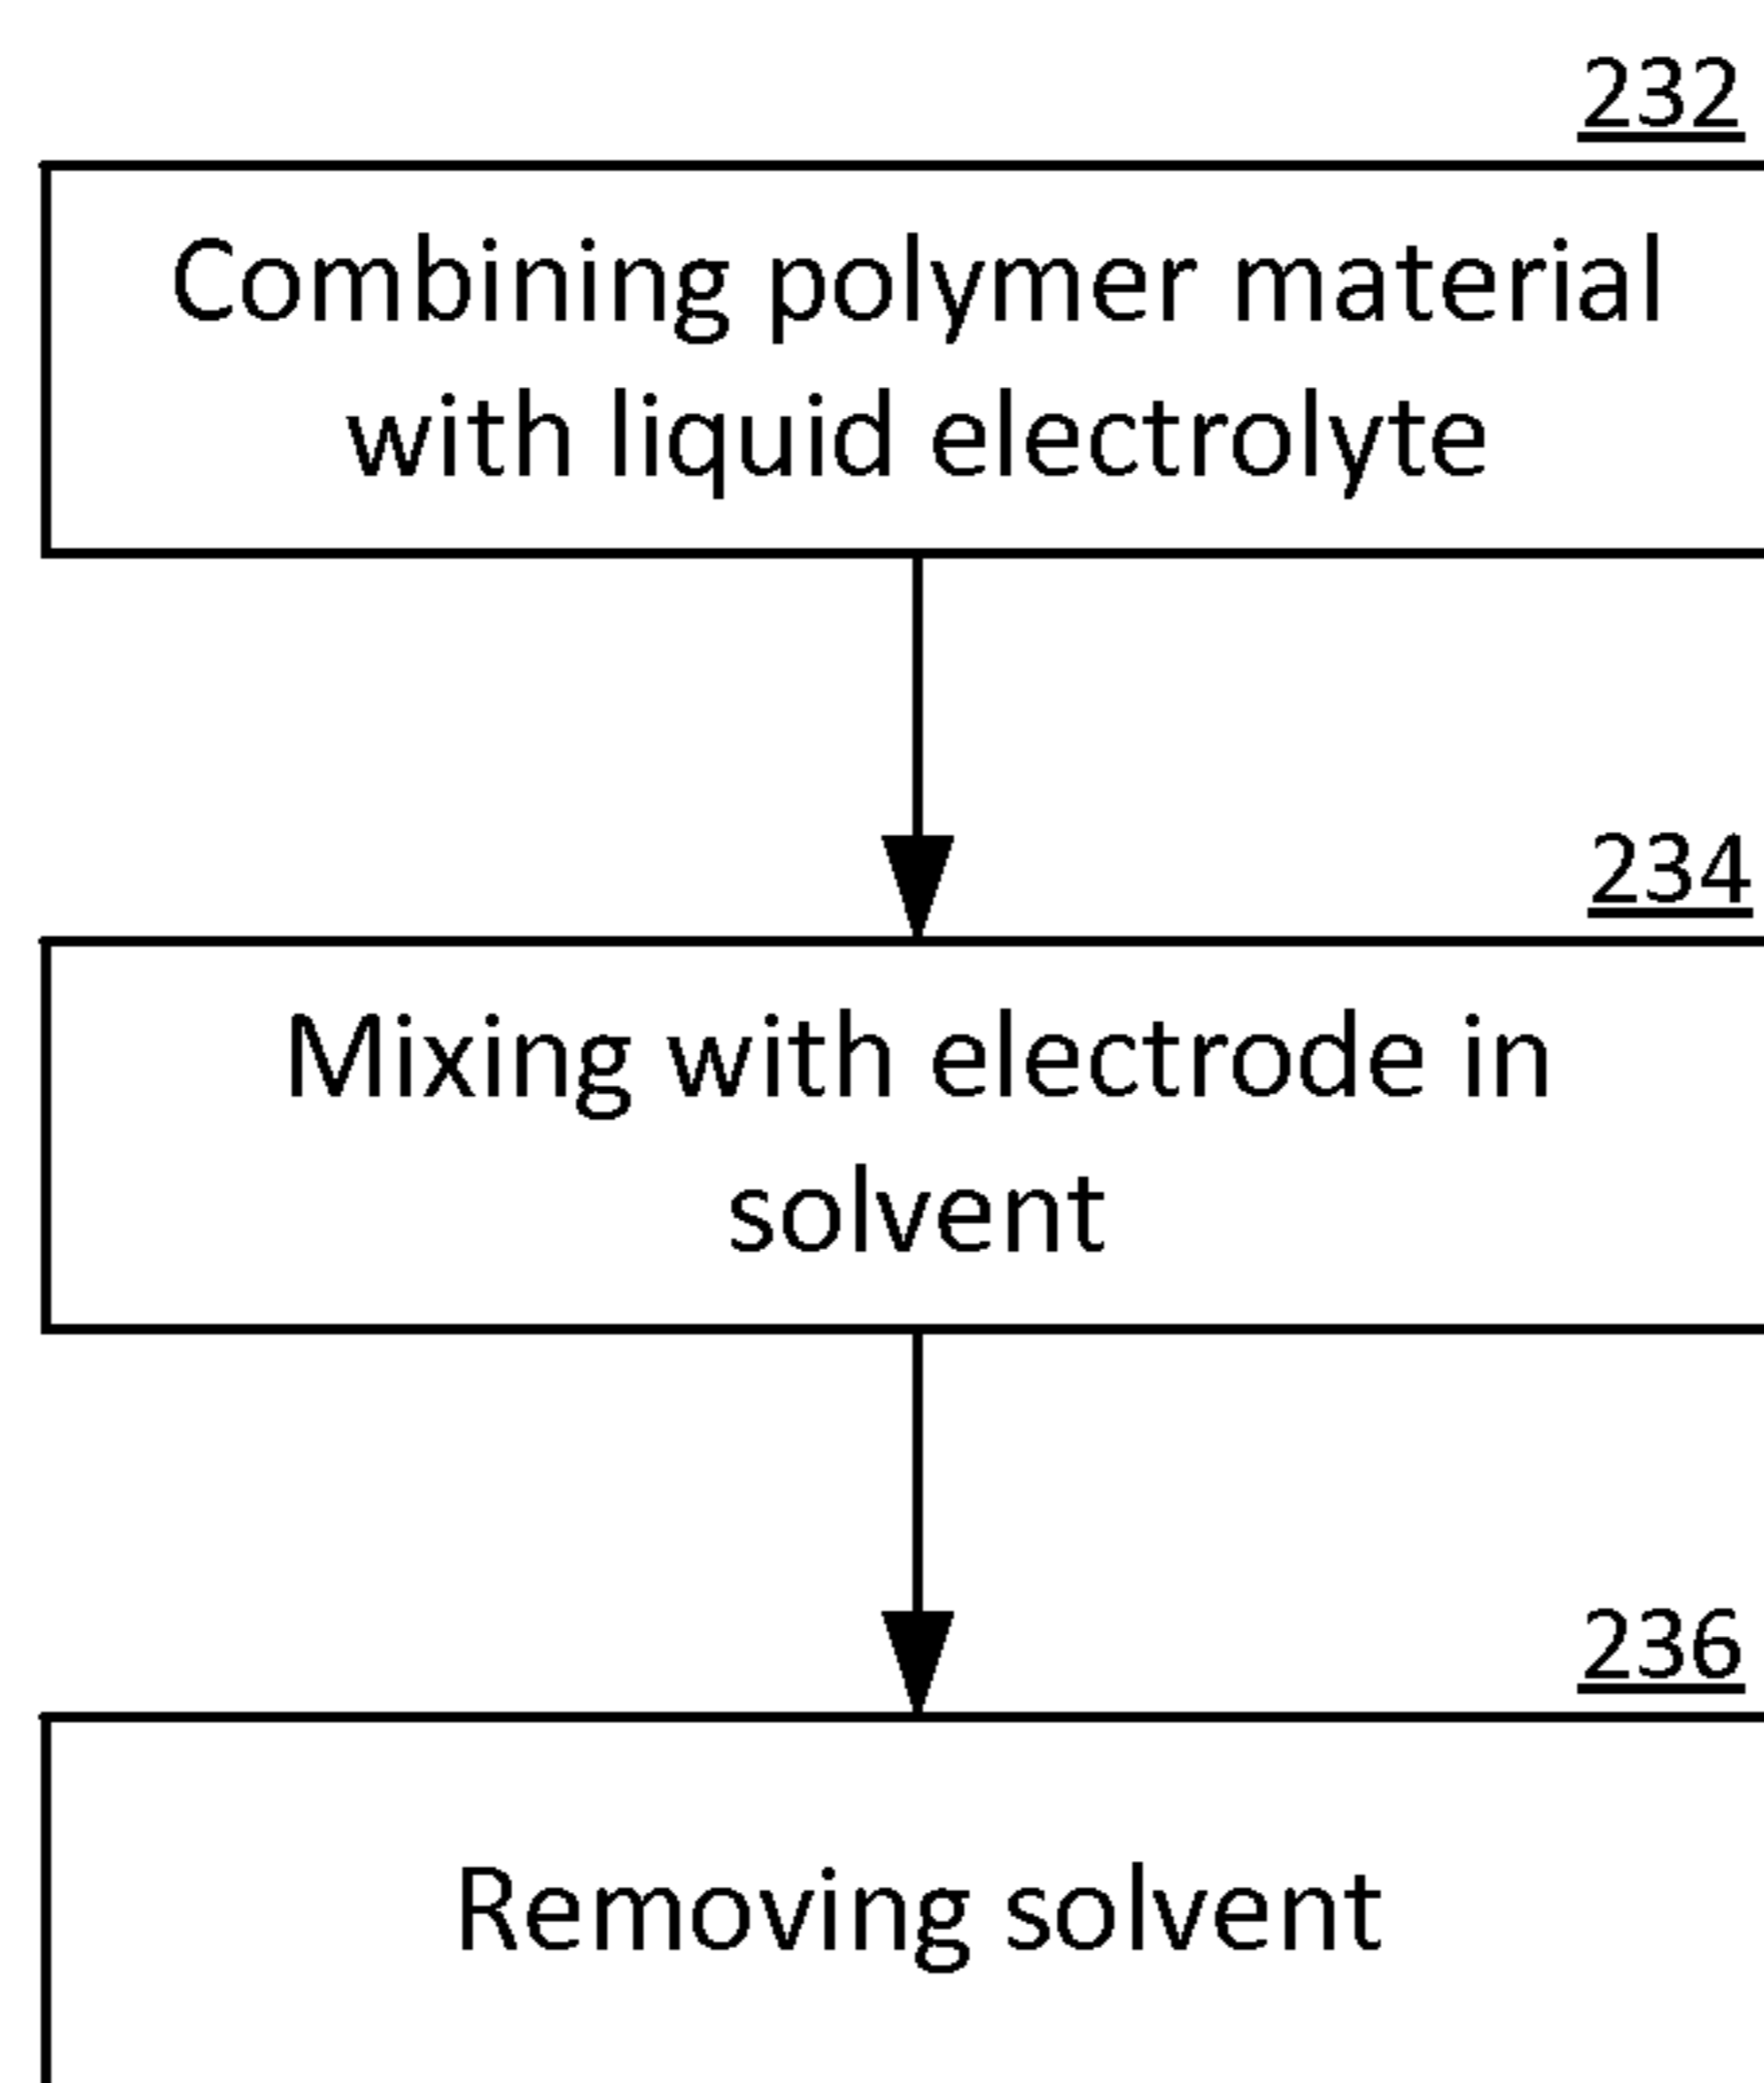 232
Combining polymer material
with liquid electrolyte
234
Mixing with electrode in
solvent
236
Removing solvent